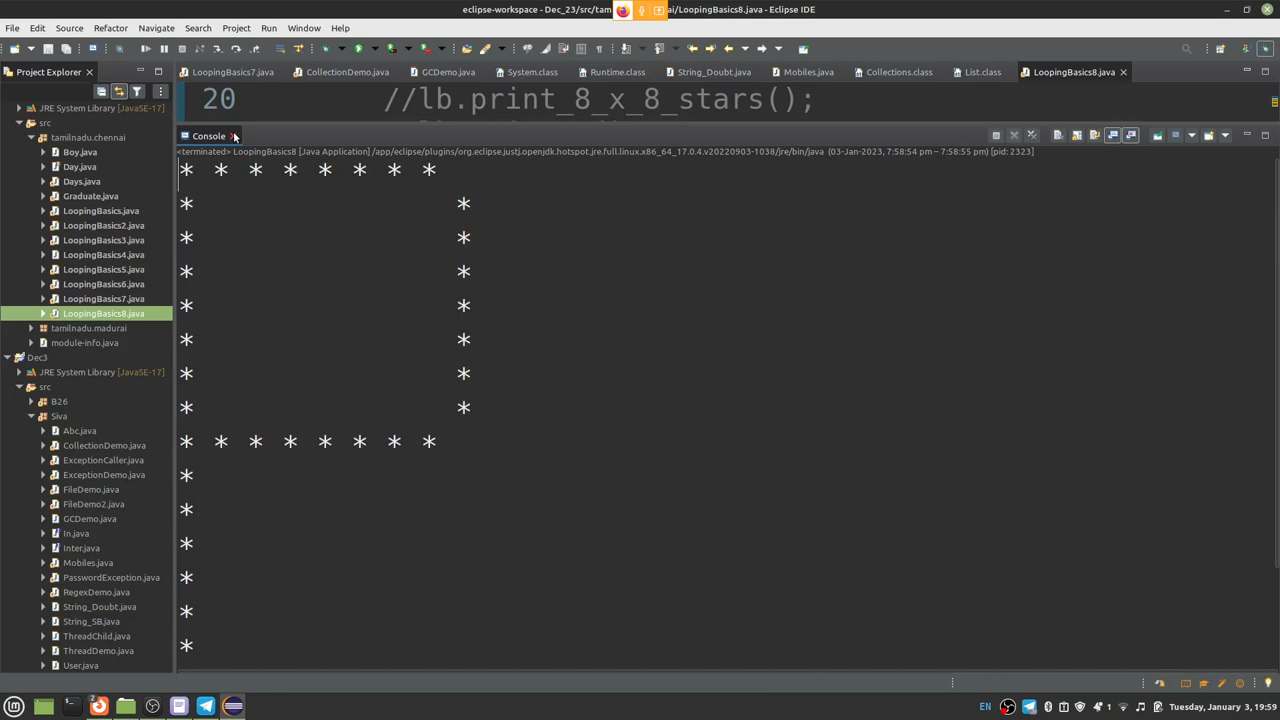 eclipse-workspace - Dec_23/src/tam
ai/LoopingBasics8.java - Eclipse IDE
File Edit Source Refactor Navigate Search Project Run Window Help
Project Explorer
LoopingBasics7.java CollectionDemo.java GCDemo.java System.class Runtime.class String_Doubt.java Mobiles.java Collections.class List.class LoopingBasics8.java
20 //lb.print_8_x_8_stars();
Console
<terminated> LoopingBasics8 [Java Application] /app/eclipse/plugins/org.eclipse.justj.openjdk.hotspot.jre.full.linux.x86_64_17.0.4.v20220903-1038/jre/bin/java (03-Jan-2023, 7:58:54 pm – 7:58:55 pm) [pid: 2323]
* * * * * * * *
* *
* *
* *
* *
* *
* *
* *
* * * * * * * *
*
*
*
*
*
*
JRE System Library [JavaSE-17]
src
tamilnadu.chennai
Boy.java
Day.java
Days.java
Graduate.java
LoopingBasics.java
LoopingBasics2.java
LoopingBasics3.java
LoopingBasics4.java
LoopingBasics5.java
LoopingBasics6.java
LoopingBasics7.java
LoopingBasics8.java
tamilnadu.madurai
module-info.java
Dec3
JRE System Library [JavaSE-17]
src
B26
Siva
Abc.java
CollectionDemo.java
ExceptionCaller.java
ExceptionDemo.java
FileDemo.java
FileDemo2.java
GCDemo.java
In.java
Inter.java
Mobiles.java
PasswordException.java
RegexDemo.java
String_Doubt.java
String_SB.java
ThreadChild.java
ThreadDemo.java
User.java
2
EN
1
Tuesday, January 3, 19:59